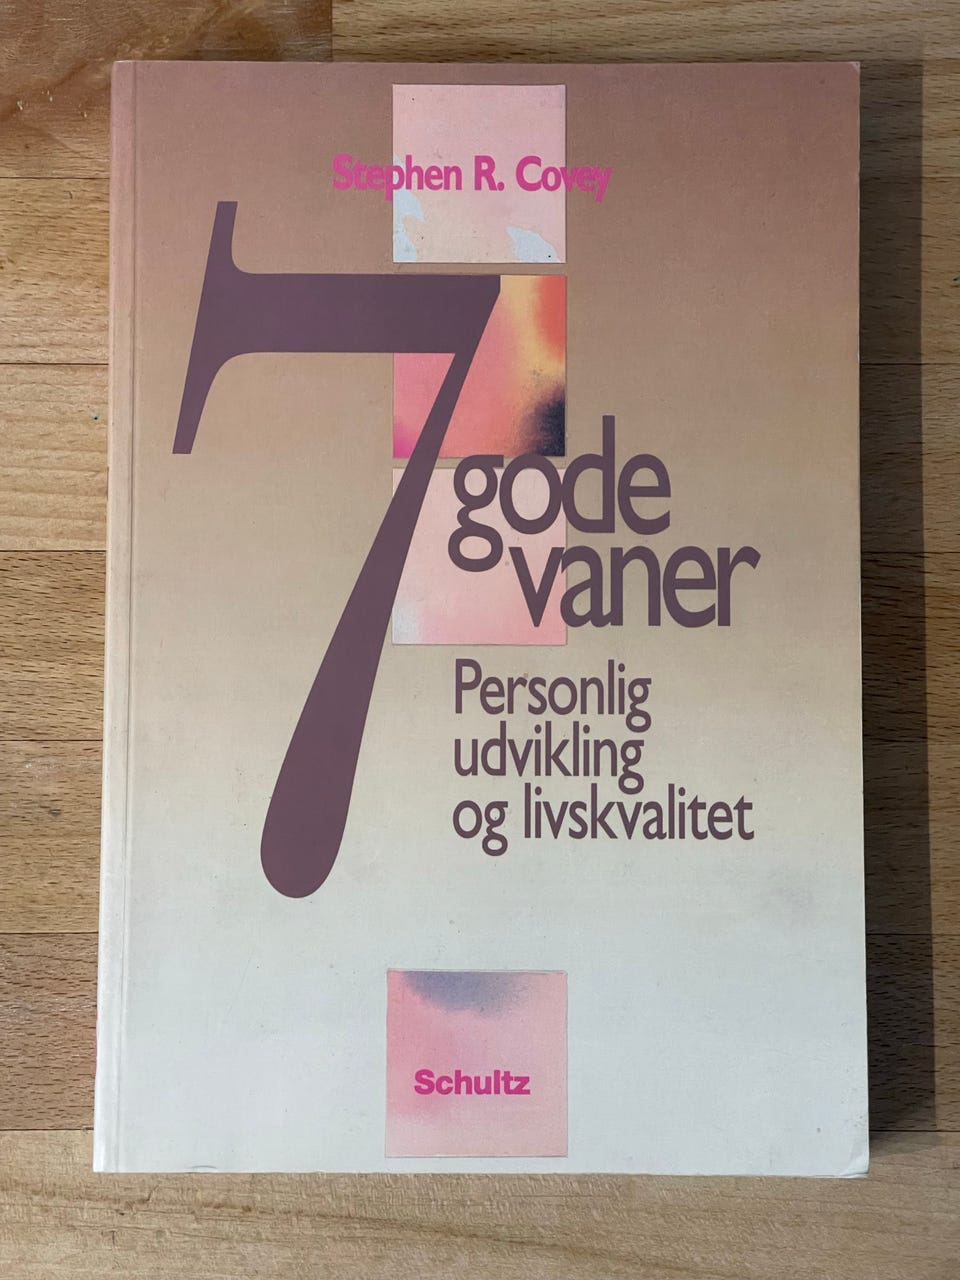 Stephen R. Covey
7
gode
vaner
Personlig
udvikling
og livskvalitet
Schultz